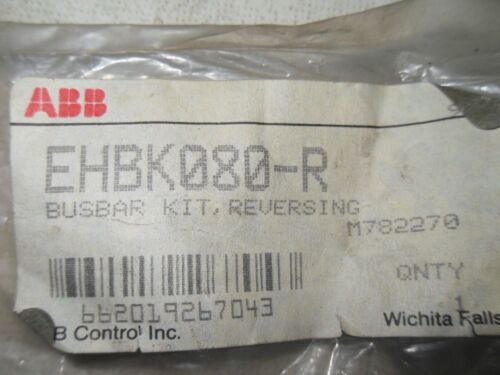 ABB
EHBK080-R
BUSBAR KIT, REVERSING
M782270
QNTY
1
662019267043
B Control Inc.
Wichita Falls